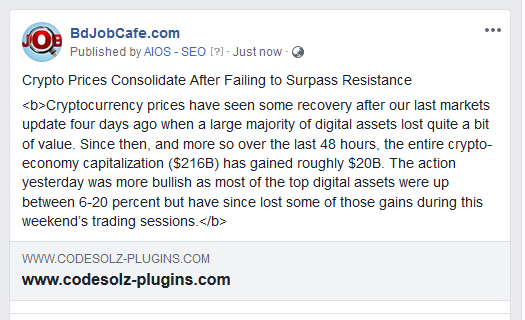 JOB
BdJobCafe.com
Published by AIOS - SEO [?] · Just now ·
Crypto Prices Consolidate After Failing to Surpass Resistance
<b>Cryptocurrency prices have seen some recovery after our last markets
update four days ago when a large majority of digital assets lost quite a bit
of value. Since then, and more so over the last 48 hours, the entire crypto-
economy capitalization ($216B) has gained roughly $20B. The action
yesterday was more bullish as most of the top digital assets were up
between 6-20 percent but have since lost some of those gains during this
weekend’s trading sessions.</b>
WWW.CODESOLZ-PLUGINS.COM
www.codesolz-plugins.com